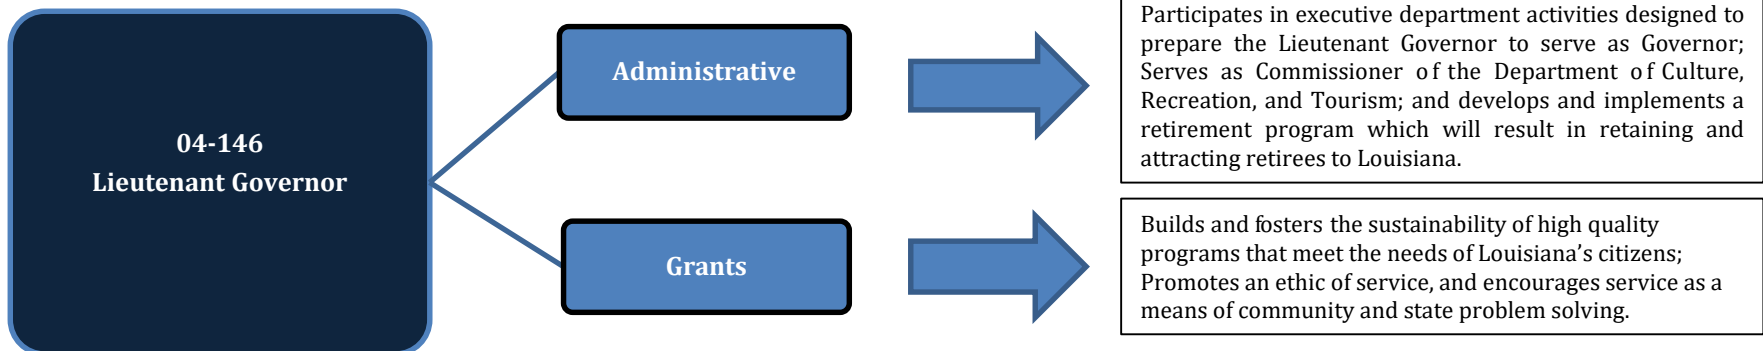 04-146
Lieutenant Governor
Administrative
Participates in executive department activities designed to
prepare the Lieutenant Governor to serve as Governor;
Serves as Commissioner of the Department of Culture,
Recreation, and Tourism; and develops and implements a
retirement program which will result in retaining and
attracting retirees to Louisiana.
Grants
Builds and fosters the sustainability of high quality
programs that meet the needs of Louisiana’s citizens;
Promotes an ethic of service, and encourages service as a
means of community and state problem solving.